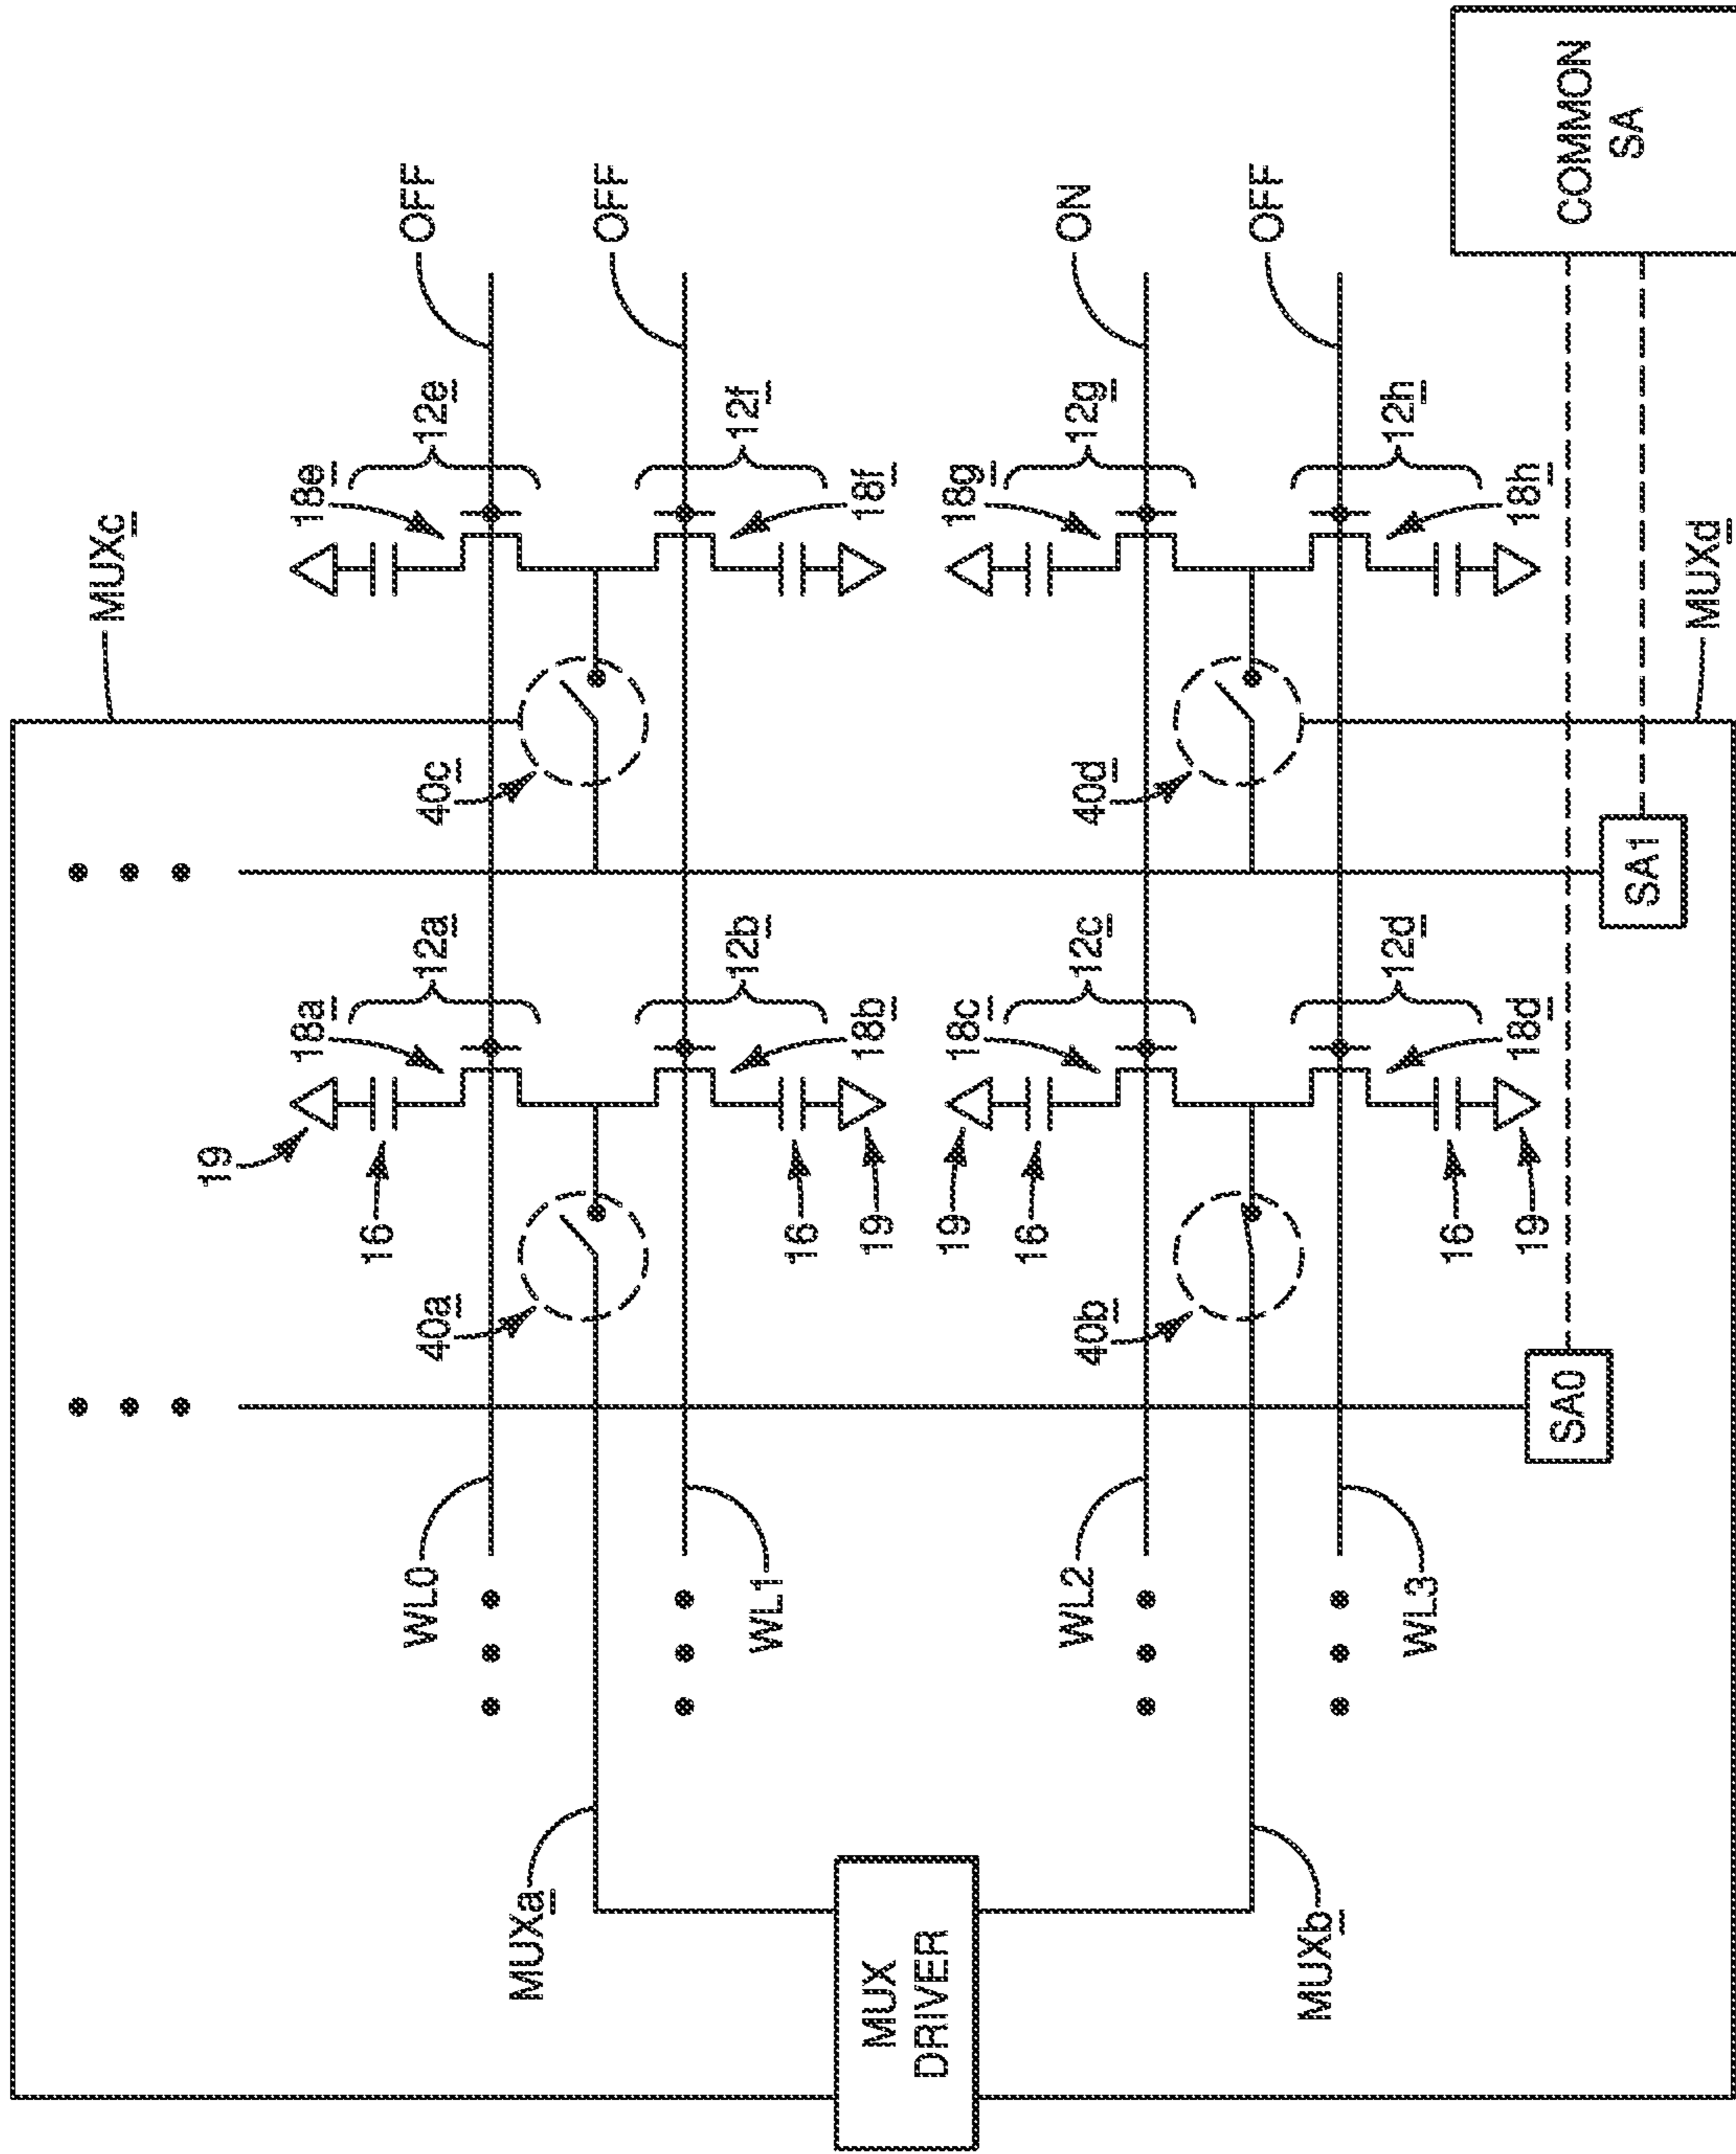 MUXc
OFF
OFF
ON
OFF
COMMON
SA
18e
12e
12f
18f
18g
12g
12h
18h
MUXd
40c
40d
SA1
18a
12a
12b
18b
18c
12c
12d
18d
19
16
16
19
19
16
16
19
40a
40b
SA0
WL0
WL1
WL2
WL3
MUXa
MUXb
MUX
DRIVER